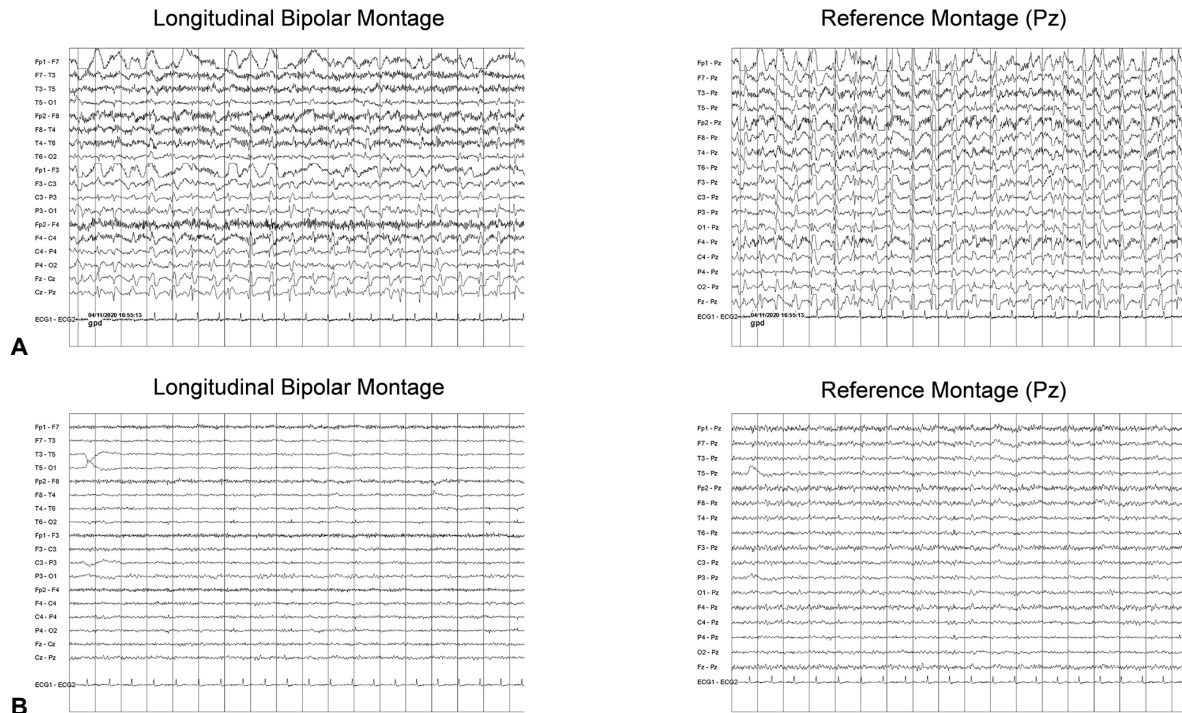 A
Longitudinal Bipolar Montage
Fp1 - F7
F7 - T3
T3 - T5
T5 - O1
Fp2 - F8
F8 - T4
T4 - T6
T6 - O2
Fp1 - F3
F3 - C3
C3 - P3
P3 - O1
Fp2 - F4
F4 - C4
C4 - P4
P4 - O2
Fz - Cz
Cz - Pz
04/11/2020 16:55:13
gpd
ECG1 - ECG2
Reference Montage (Pz)
Fp1 - Pz
F7 - Pz
T3 - Pz
T5 - Pz
Fp2 - Pz
F8 - Pz
T4 - Pz
T6 - Pz
F3 - Pz
C3 - Pz
P3 - Pz
O1 - Pz
F4 - Pz
C4 - Pz
P4 - Pz
O2 - Pz
Fz - Pz
04/11/2020 16:55:13
gpd
ECG1 - ECG2
B
Longitudinal Bipolar Montage
Fp1 - F7
F7 - T3
T3 - T5
T5 - O1
Fp2 - F8
F8 - T4
T4 - T6
T6 - O2
Fp1 - F3
F3 - C3
C3 - P3
P3 - O1
Fp2 - F4
F4 - C4
C4 - P4
P4 - O2
Fz - Cz
Cz - Pz
ECG1 - ECG2
Reference Montage (Pz)
Fp1 - Pz
F7 - Pz
T3 - Pz
T5 - Pz
Fp2 - Pz
F8 - Pz
T4 - Pz
T6 - Pz
F3 - Pz
C3 - Pz
P3 - Pz
O1 - Pz
F4 - Pz
C4 - Pz
P4 - Pz
O2 - Pz
Fz - Pz
ECG1 - ECG2